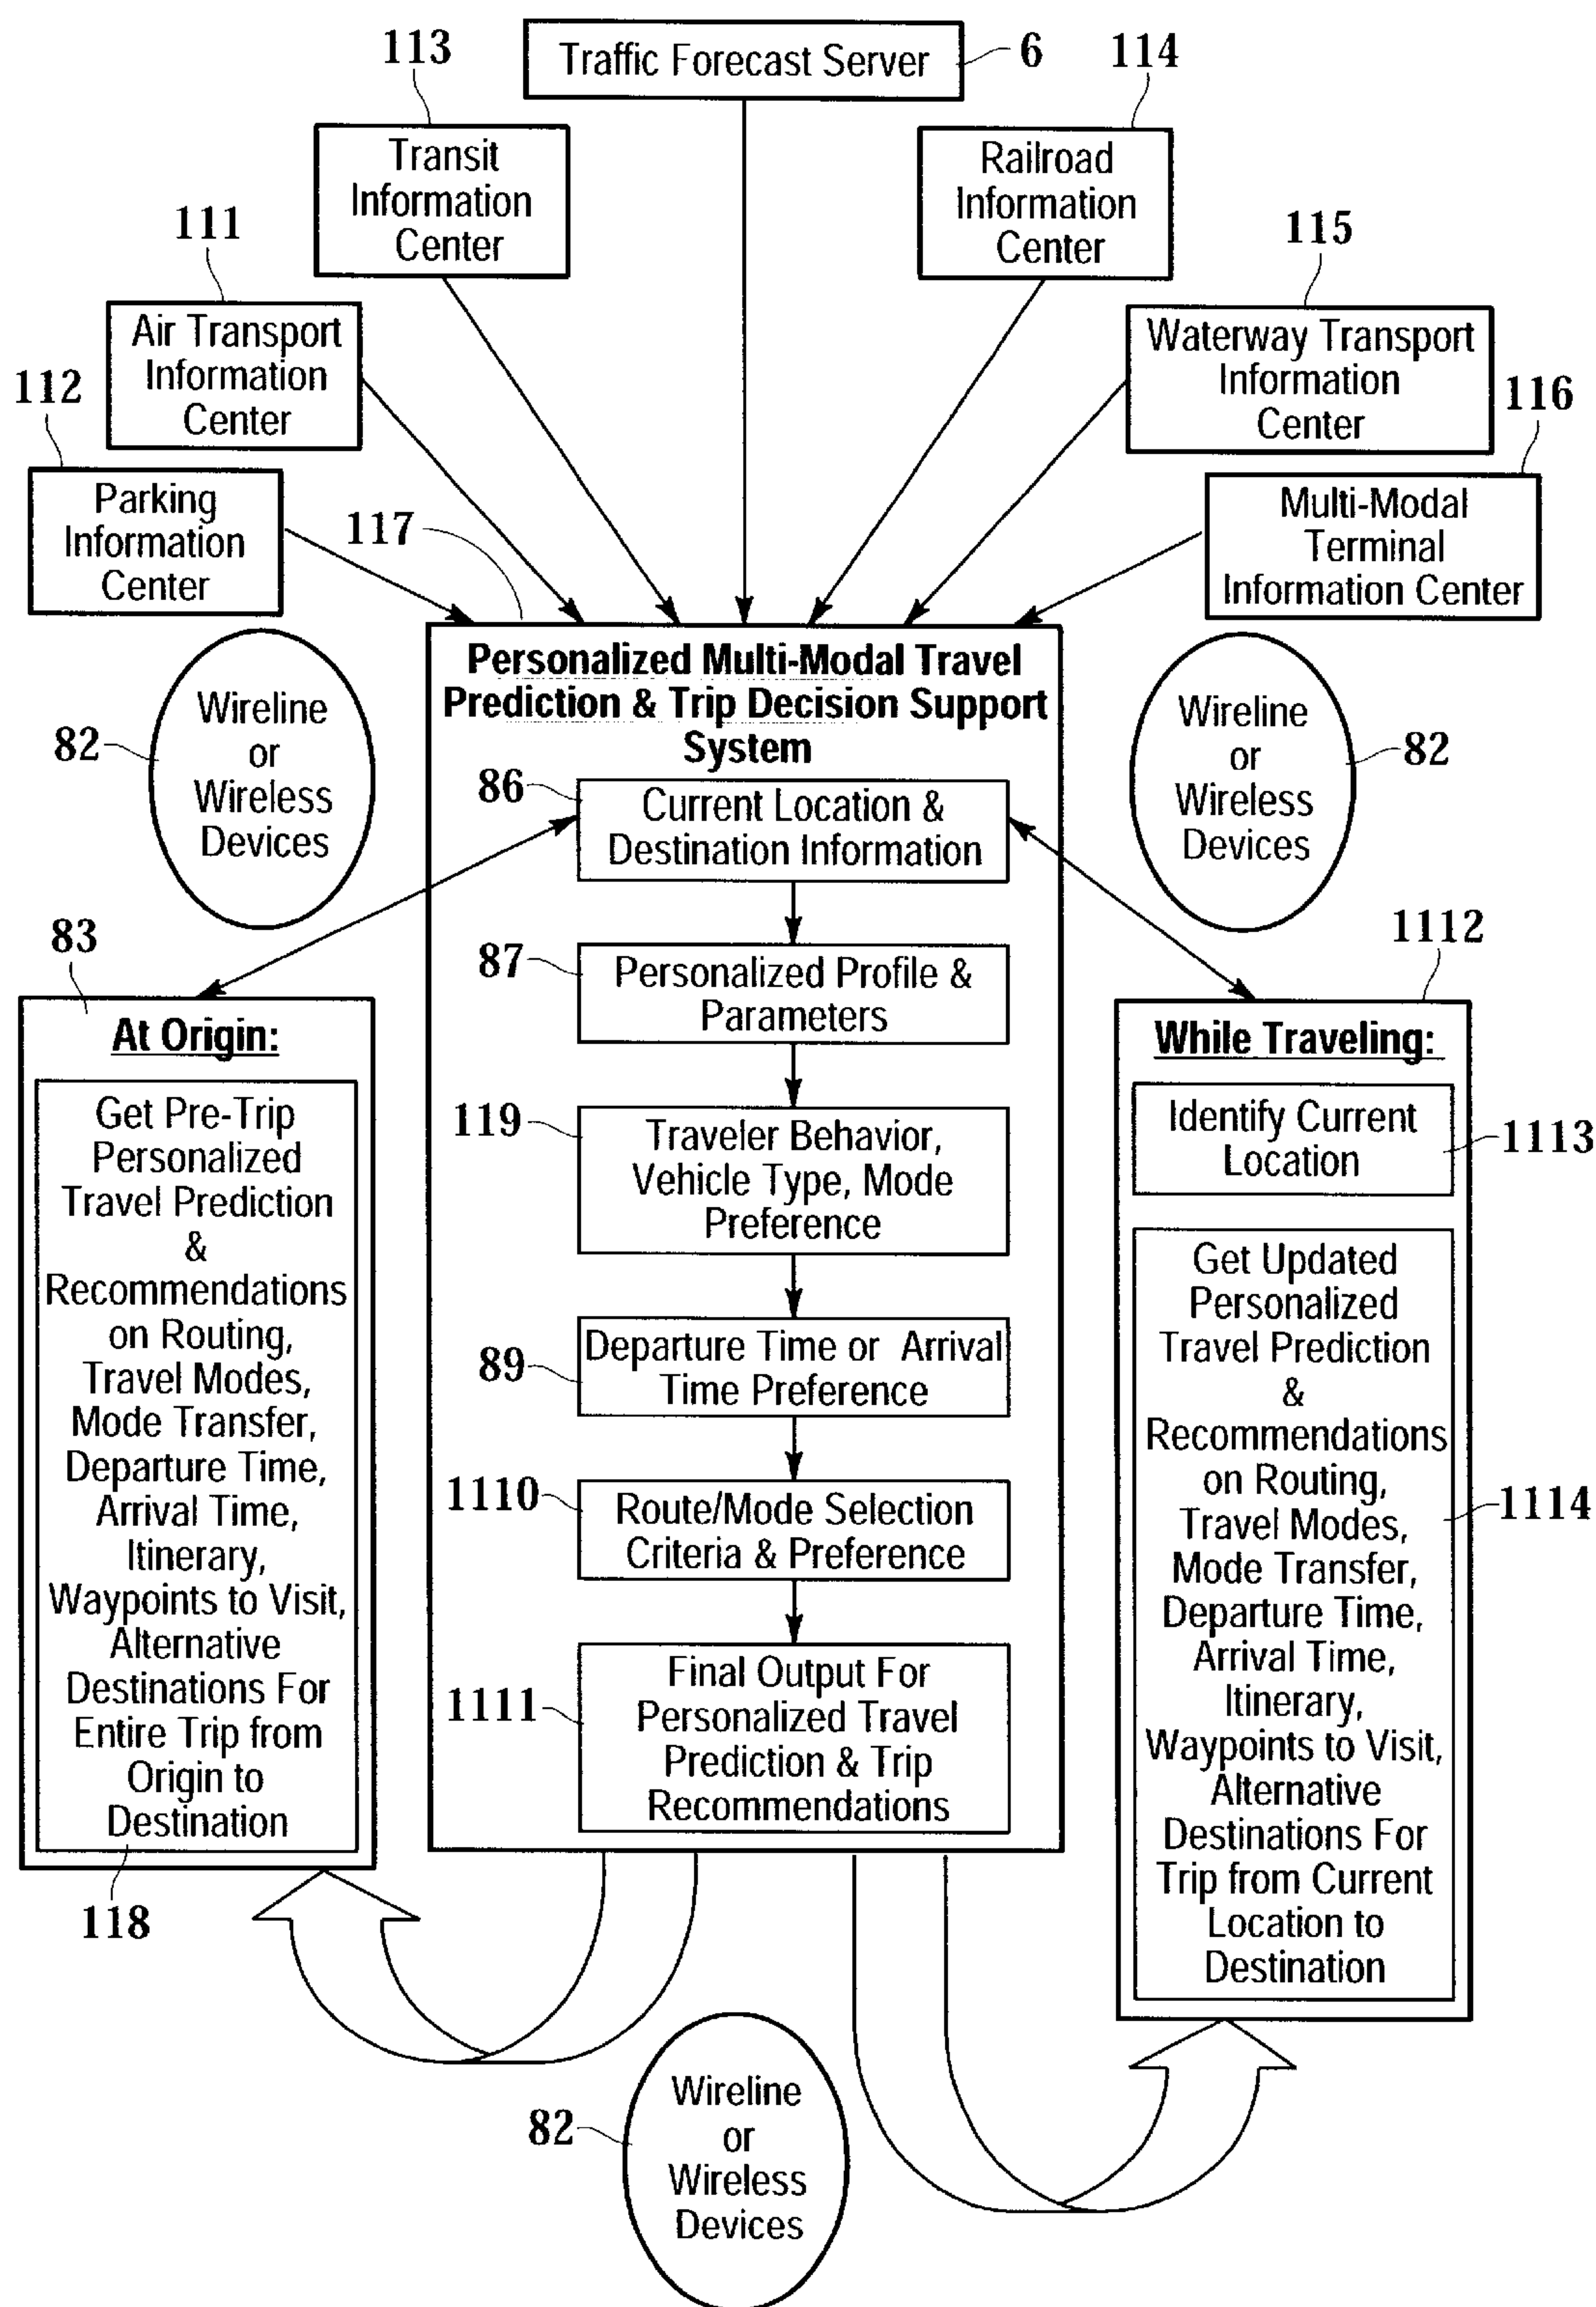 113
Traffic Forecast Server
6
114
Transit
Information
Center
Railroad
Information
Center
111
115
Air Transport
Information
Center
Waterway Transport
Information
Center
112
116
Parking
Information
Center
117
Multi-Modal
Terminal
Information Center
Wireline
or
Wireless
Devices
82
Personalized Multi-Modal Travel
Prediction & Trip Decision Support
System
Wireline
or
Wireless
Devices
82
86
Current Location &
Destination Information
87
Personalized Profile &
Parameters
119
Traveler Behavior,
Vehicle Type, Mode
Preference
89
Departure Time or Arrival
Time Preference
1110
Route/Mode Selection
Criteria & Preference
1111
Final Output For
Personalized Travel
Prediction & Trip
Recommendations
83
At Origin:
Get Pre-Trip
Personalized
Travel Prediction
&
Recommendations
on Routing,
Travel Modes,
Mode Transfer,
Departure Time,
Arrival Time,
Itinerary,
Waypoints to Visit,
Alternative
Destinations For
Entire Trip from
Origin to
Destination
118
1112
While Traveling:
Identify Current
Location
1113
Get Updated
Personalized
Travel Prediction
&
Recommendations
on Routing,
Travel Modes,
Mode Transfer,
Departure Time,
Arrival Time,
Itinerary,
Waypoints to Visit,
Alternative
Destinations For
Trip from Current
Location to
Destination
1114
82
Wireline
or
Wireless
Devices